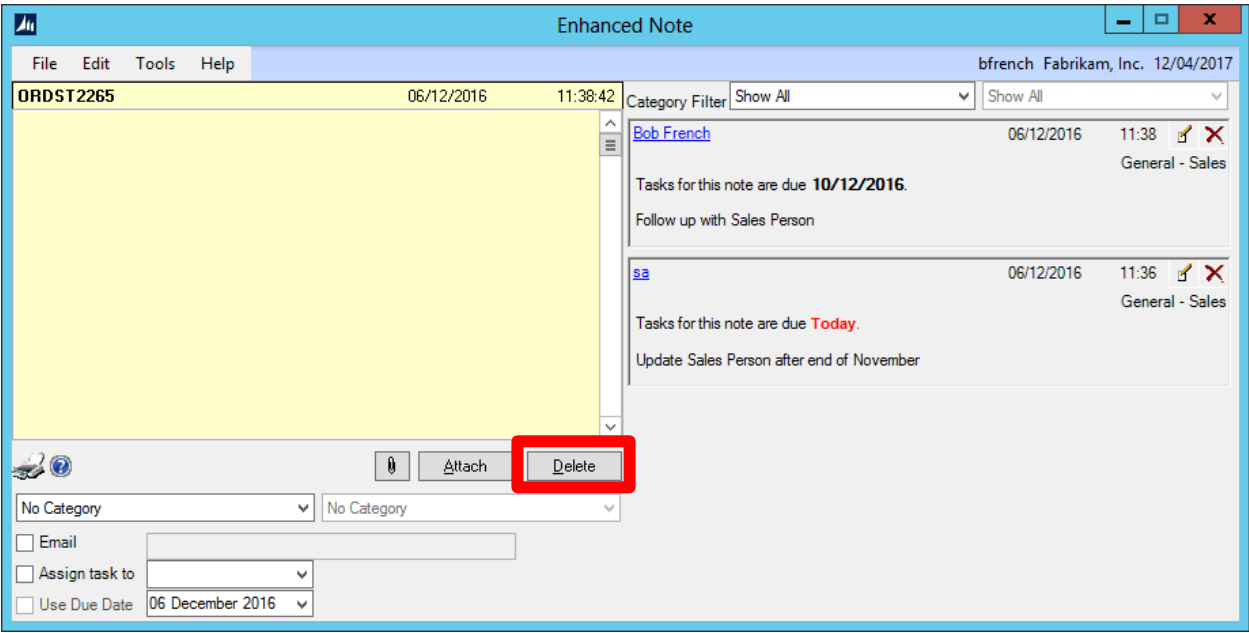 Enhanced Note
File Edit Tools Help bfrench Fabrikam, Inc. 12/04/2017
ORDST2265 06/12/2016 11:38:42
Category Filter Show All Show All
Bob French 06/12/2016 11:38
General - Sales
Tasks for this note are due 10/12/2016.
Follow up with Sales Person
sa 06/12/2016 11:36
General - Sales
Tasks for this note are due Today.
Update Sales Person after end of November
Attach Delete
No Category No Category
Email
Assign task to
Use Due Date 06 December 2016